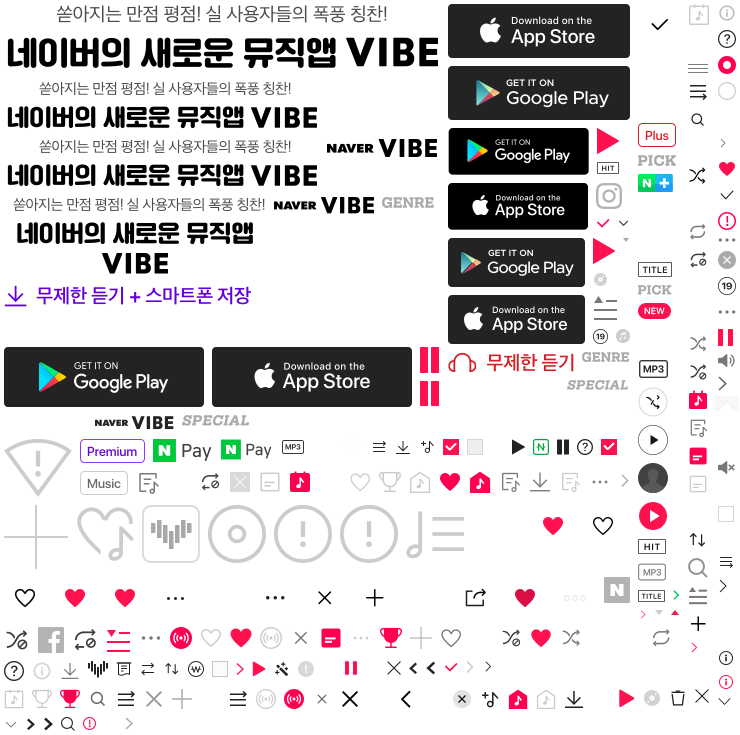 쏟아지는 만점 평점! 실 사용자들의 폭풍 칭찬!
네이버의 새로운 뮤직앱 VIBE
쏟아지는 만점 평점! 실 사용자들의 폭풍 칭찬!
네이버의 새로운 뮤직앱 VIBE
쏟아지는 만점 평점! 실 사용자들의 폭풍 칭찬!
NAVER VIBE
네이버의 새로운 뮤직앱 VIBE
쏟아지는 만점 평점! 실 사용자들의 폭풍 칭찬!
NAVER VIBE
GENRE
네이버의 새로운 뮤직앱
VIBE
무제한 듣기 + 스마트폰 저장
Download on the
App Store
GET IT ON
Google Play
GET IT ON
Google Play
HIT
Download on the
App Store
GET IT ON
Google Play
Download on the
App Store
19
무제한 듣기
GENRE
SPECIAL
Plus
PICK
N+
TITLE
PICK
NEW
MP3
19
GET IT ON
Google Play
Download on the
App Store
NAVER VIBE
SPECIAL
Premium
N Pay
N Pay
MP3
N
Music
HIT
MP3
TITLE
N